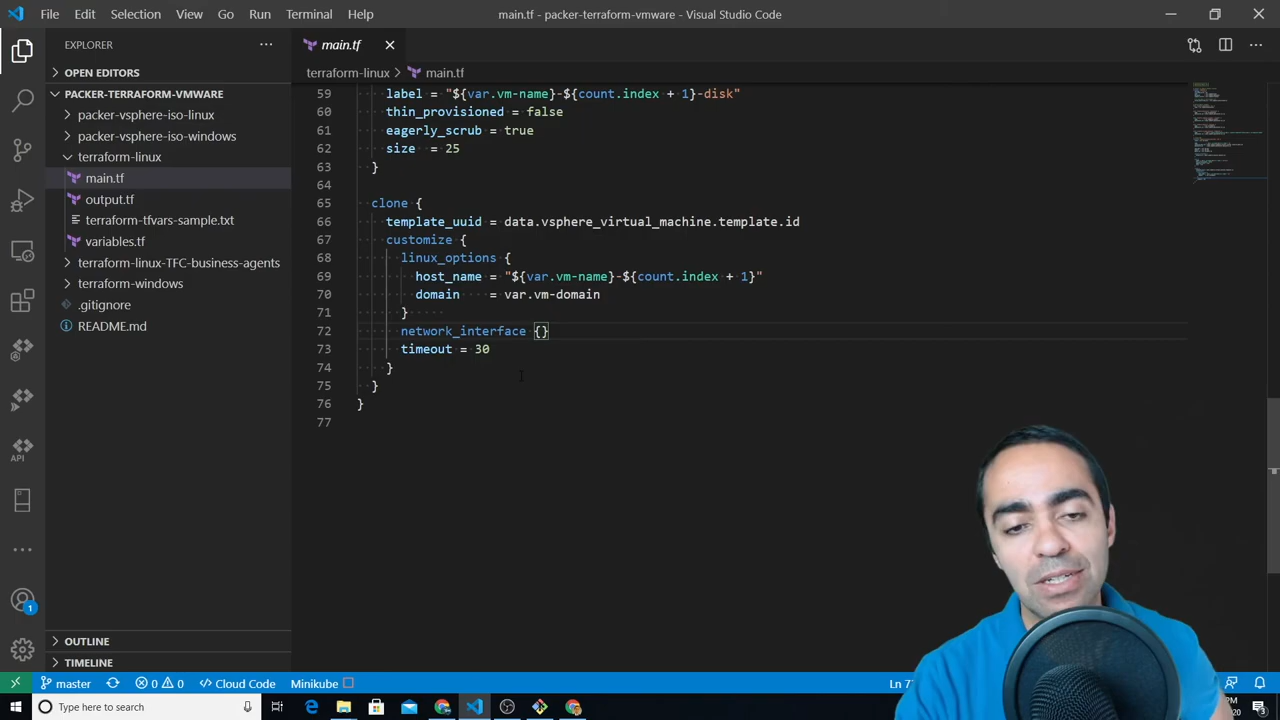 File Edit Selection View Go Run Terminal Help
main.tf - packer-terraform-vmware - Visual Studio Code
EXPLORER
OPEN EDITORS
PACKER-TERRAFORM-VMWARE
packer-vsphere-iso-linux
packer-vsphere-iso-windows
terraform-linux
main.tf
output.tf
terraform-tfvars-sample.txt
variables.tf
terraform-linux-TFC-business-agents
terraform-windows
.gitignore
README.md
OUTLINE
TIMELINE
API
1
main.tf
terraform-linux > main.tf
59 label = "${var.vm-name}-${count.index + 1}-disk"
60 thin_provisioned = false
61 eagerly_scrub = true
62 size = 25
63 }
64
65 clone {
66 template_uuid = data.vsphere_virtual_machine.template.id
67 customize {
68 linux_options {
69 host_name = "${var.vm-name}-${count.index + 1}"
70 domain = var.vm-domain
71 }
72 network_interface {}
73 timeout = 30
74 }
75 }
76 }
77
master 0 0 Cloud Code Minikube
Type here to search